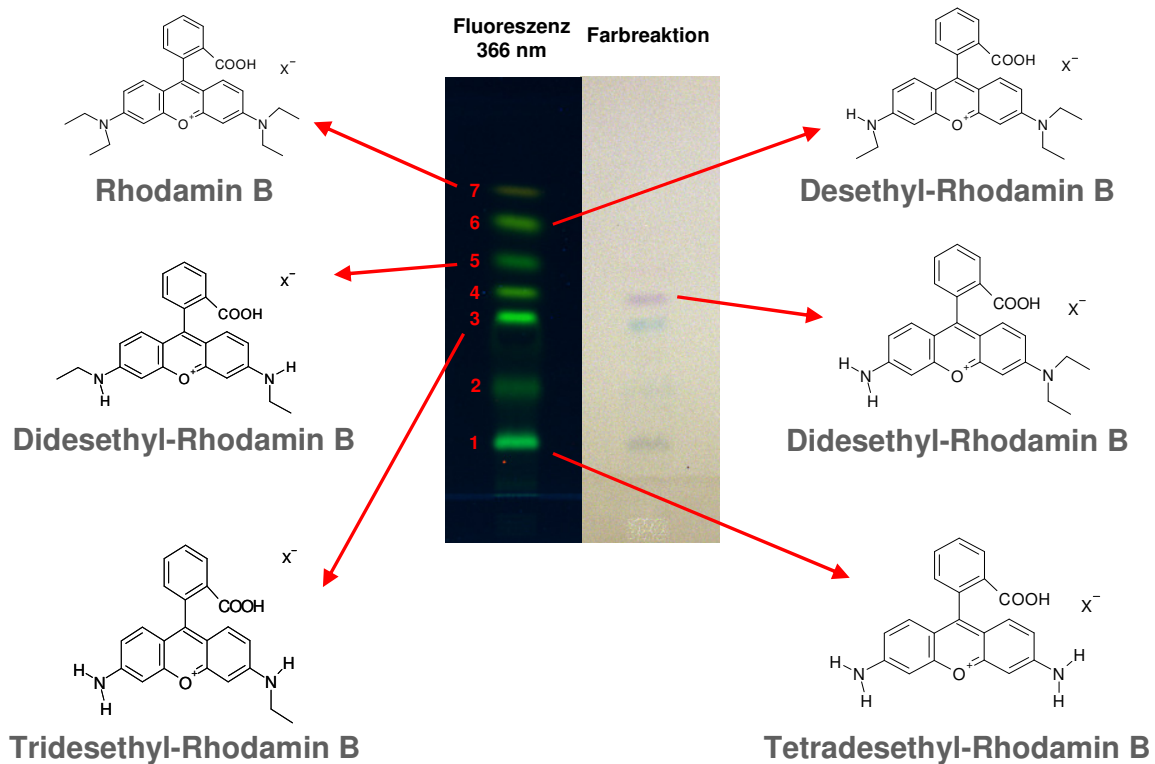 Fluoreszenz
366 nm
Farbreaktion
COOH
X⁻
N
N
O⁺
Rhodamin B
COOH
X⁻
H
N
N
O⁺
Desethyl-Rhodamin B
7
6
5
4
3
2
1
COOH
X⁻
N
H
H
N
O⁺
Didesethyl-Rhodamin B
COOH
X⁻
H
N
H
N
O⁺
Didesethyl-Rhodamin B
COOH
X⁻
H
N
H
H
N
O⁺
Tridesethyl-Rhodamin B
COOH
X⁻
H
N
H
H
N
H
O⁺
Tetradesethyl-Rhodamin B